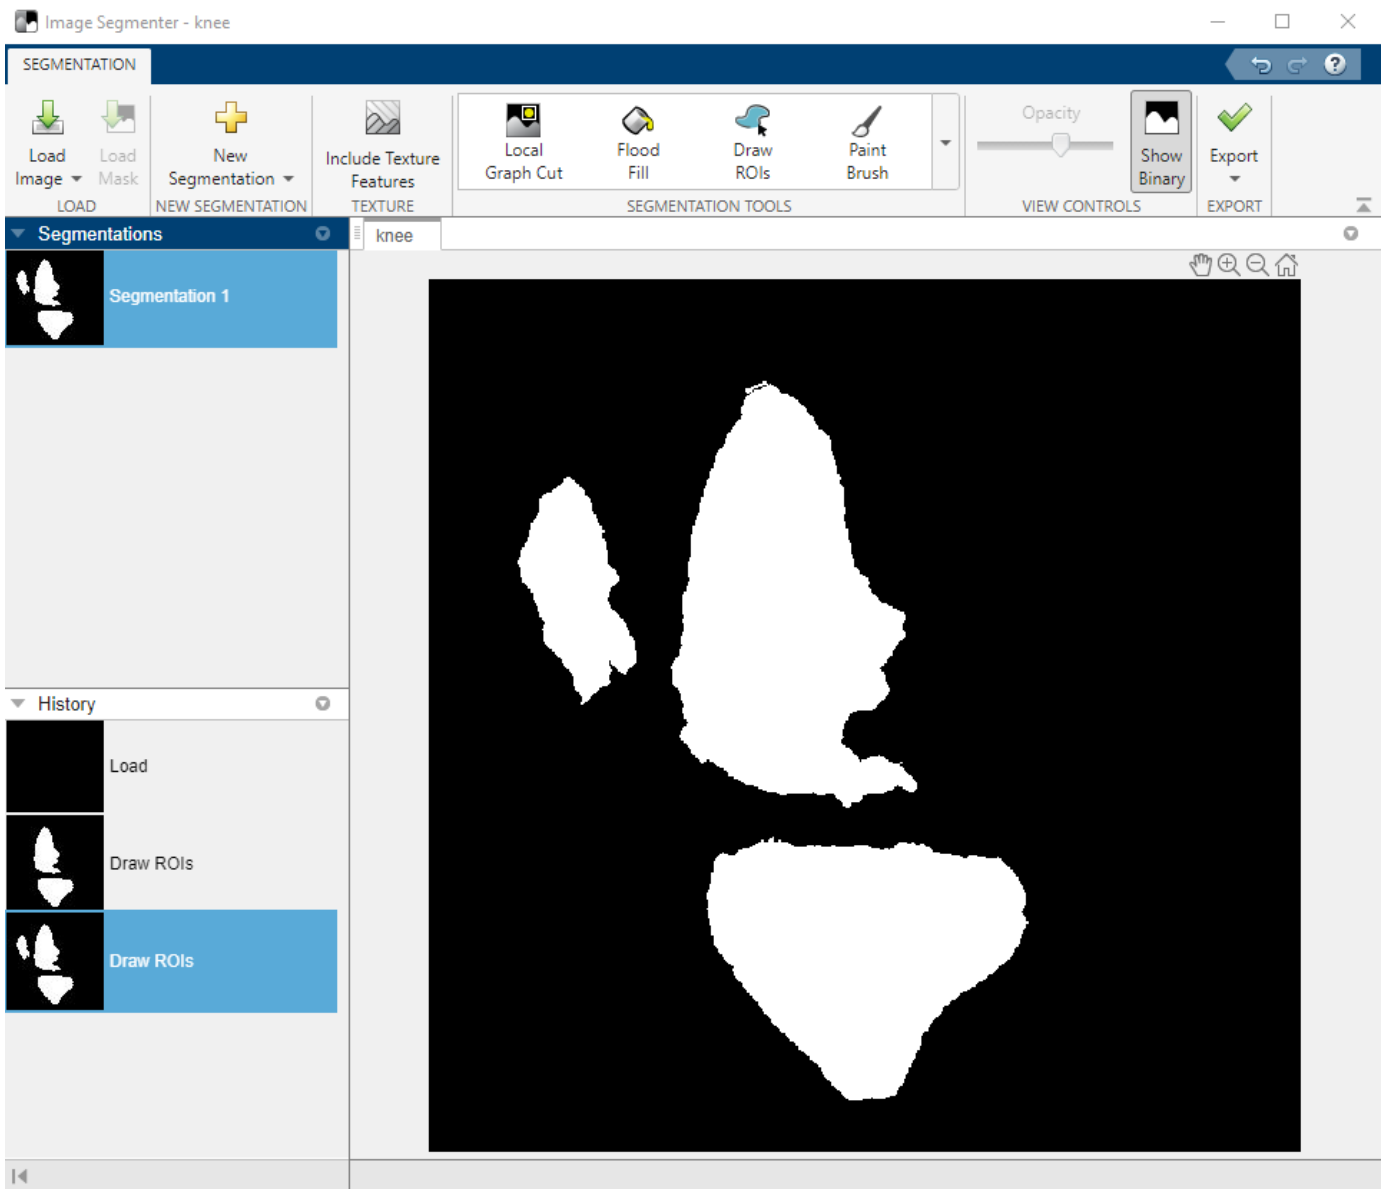 Image Segmenter - knee
SEGMENTATION
Load
Image
Load
Mask
New
Segmentation
Include Texture
Features
Local
Graph Cut
Flood
Fill
Draw
ROIs
Paint
Brush
Opacity
Show
Binary
Export
LOAD
NEW SEGMENTATION
TEXTURE
SEGMENTATION TOOLS
VIEW CONTROLS
EXPORT
Segmentations
knee
Segmentation 1
History
Load
Draw ROIs
Draw ROIs